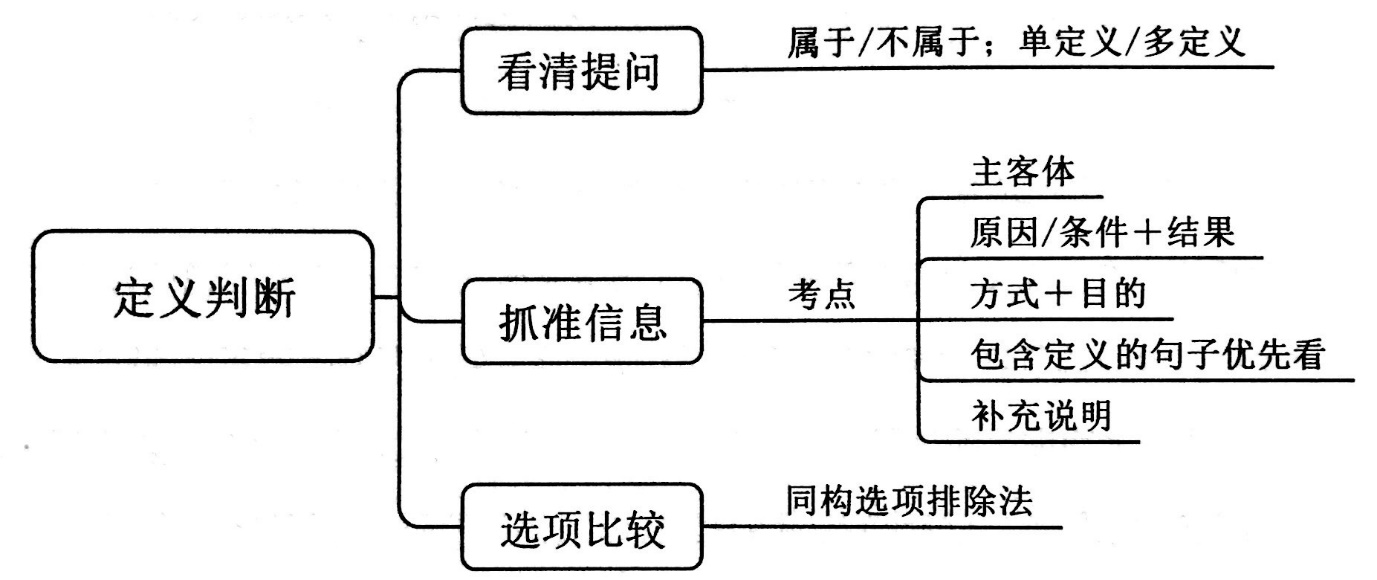 定义判断
看清提问
属于/不属于；单定义/多定义
抓准信息
考点
主客体
原因/条件＋结果
方式＋目的
包含定义的句子优先看
补充说明
选项比较
同构选项排除法